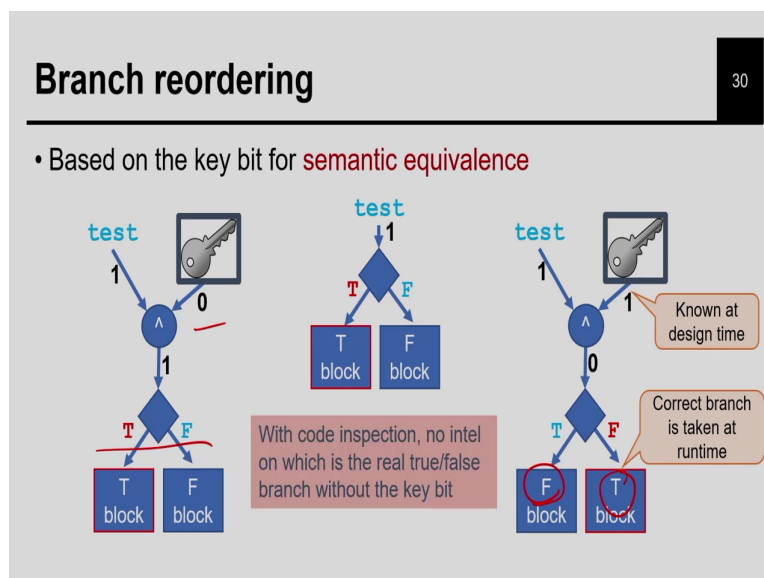 Branch reordering
30
• Based on the key bit for semantic equivalence
test
1
0
^
1
T F
T
block
F
block
test
1
T F
T
block
F
block
With code inspection, no intel
on which is the real true/false
branch without the key bit
test
1
1
^
0
T F
F
block
T
block
Known at
design time
Correct branch
is taken at
runtime